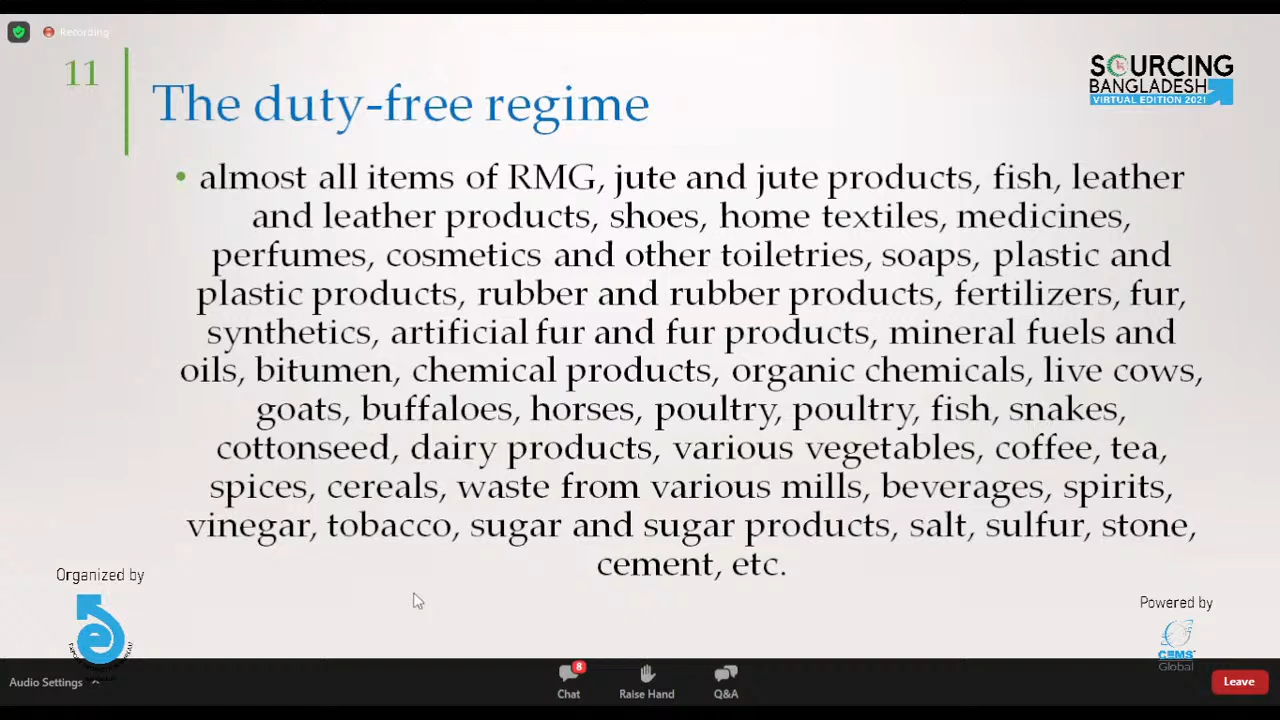 Recording
11
The duty-free regime
SOURCING
BANGLADESH
VIRTUAL EDITION 2021
• almost all items of RMG, jute and jute products, fish, leather
and leather products, shoes, home textiles, medicines,
perfumes, cosmetics and other toiletries, soaps, plastic and
plastic products, rubber and rubber products, fertilizers, fur,
synthetics, artificial fur and fur products, mineral fuels and
oils, bitumen, chemical products, organic chemicals, live cows,
goats, buffaloes, horses, poultry, poultry, fish, snakes,
cottonseed, dairy products, various vegetables, coffee, tea,
spices, cereals, waste from various mills, beverages, spirits,
vinegar, tobacco, sugar and sugar products, salt, sulfur, stone,
cement, etc.
Organized by
Powered by
CEMS
Global
Audio Settings
8
Chat
Raise Hand
Q&A
Leave